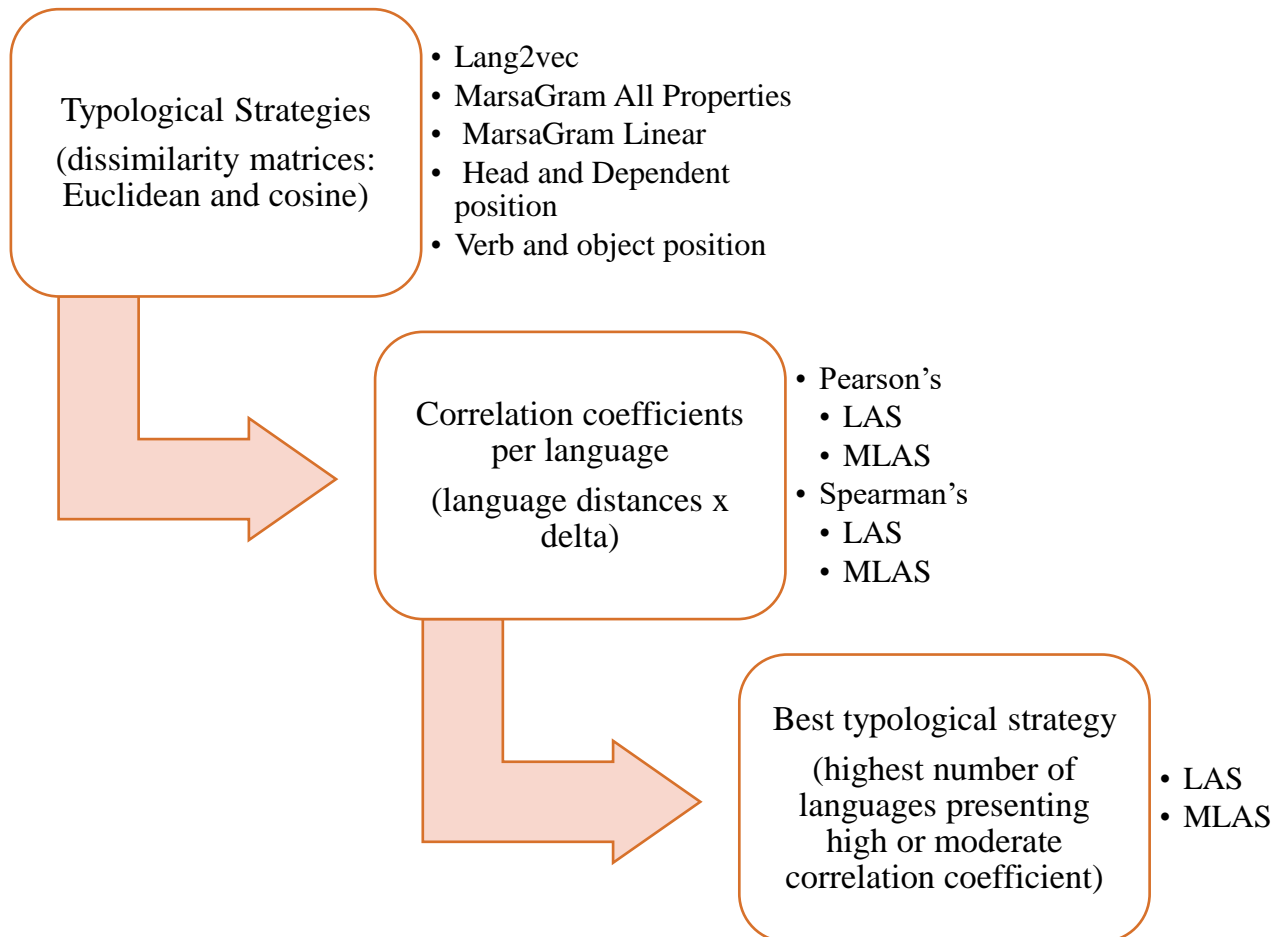 Typological Strategies
(dissimilarity matrices:
Euclidean and cosine)
• Lang2vec
• MarsaGram All Properties
• MarsaGram Linear
• Head and Dependent
position
• Verb and object position
Correlation coefficients
per language
(language distances x
delta)
• Pearson’s
• LAS
• MLAS
• Spearman’s
• LAS
• MLAS
Best typological strategy
(highest number of
languages presenting
high or moderate
correlation coefficient)
• LAS
• MLAS